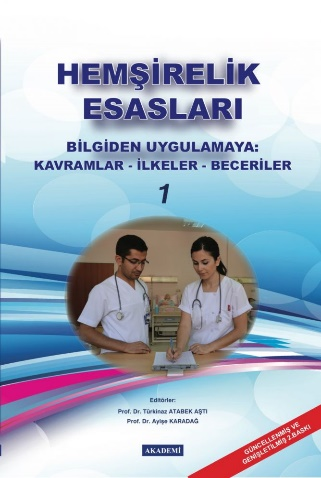 HEMŞİRELİK
ESASLARI
BİLGİDEN UYGULAMAYA:
KAVRAMLAR - İLKELER - BECERİLER
1
Editörler:
Prof. Dr. Türkinaz ATABEK AŞTI
Prof. Dr. Ayişe KARADAĞ
AKADEMİ
GÜNCELLENMİŞ VE
GENİŞLETİLMİŞ 2.BASKI